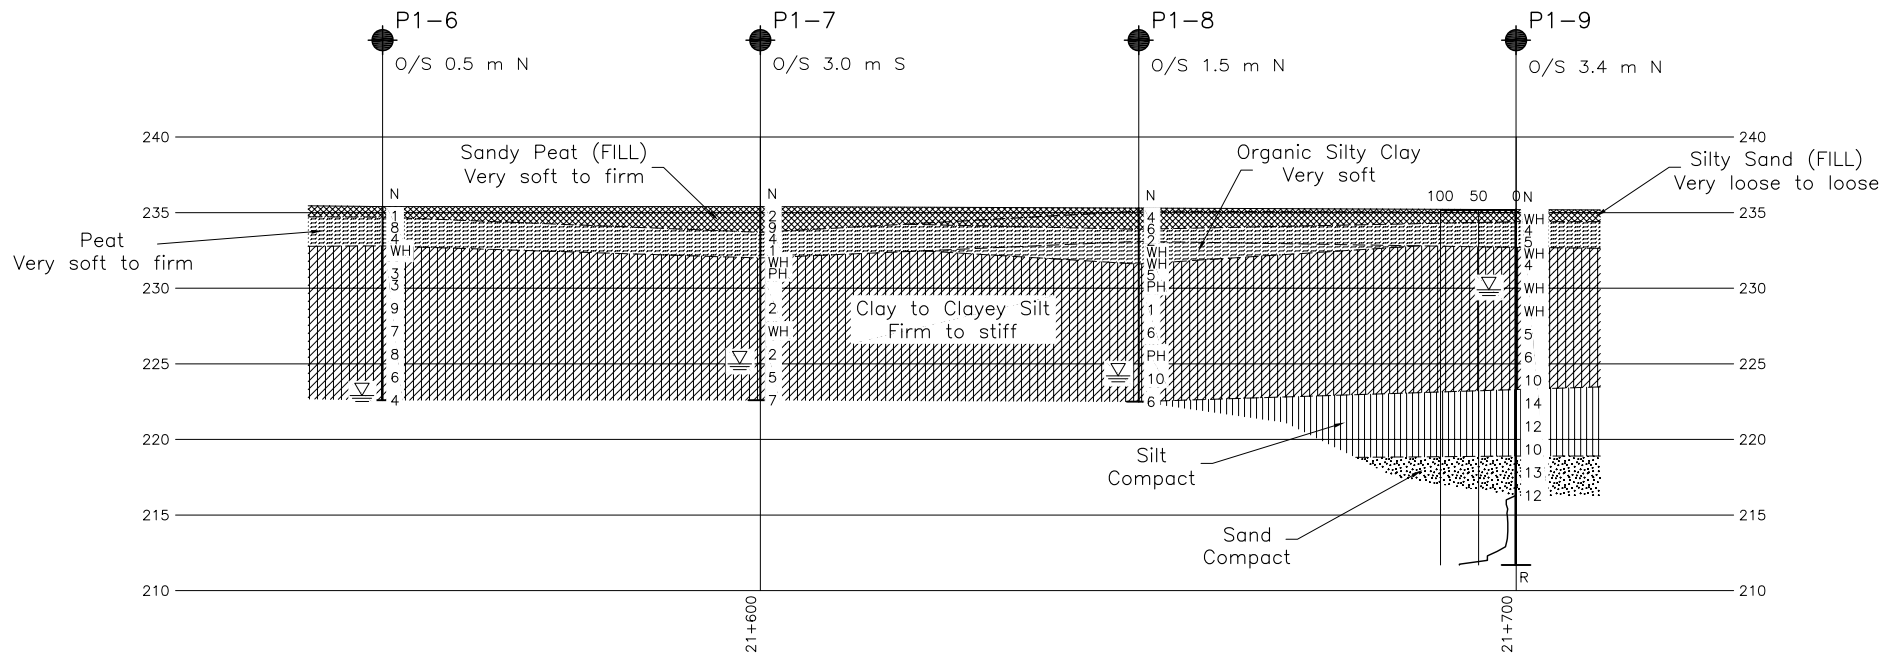 P1-6
P1-7
P1-8
P1-9
O/S 0.5 m N
O/S 3.0 m S
O/S 1.5 m N
O/S 3.4 m N
240
240
Sandy Peat (FILL)
Very soft to firm
Organic Silty Clay
Very soft
Silty Sand (FILL)
Very loose to loose
Peat
Very soft to firm
235
235
230
230
225
225
220
220
215
215
210
210
N
1
8
4
WH
3
3
9
7
8
6
4
N
2
9
4
1
WH
PH
2
WH
2
5
7
Clay to Clayey Silt
Firm to stiff
N
4
6
2
WH
WH
5
PH
1
6
PH
10
6
100 50 0 N
WH
4
5
WH
4
WH
WH
5
6
10
14
12
10
13
12
R
Silt
Compact
Sand
Compact
21+600
21+700